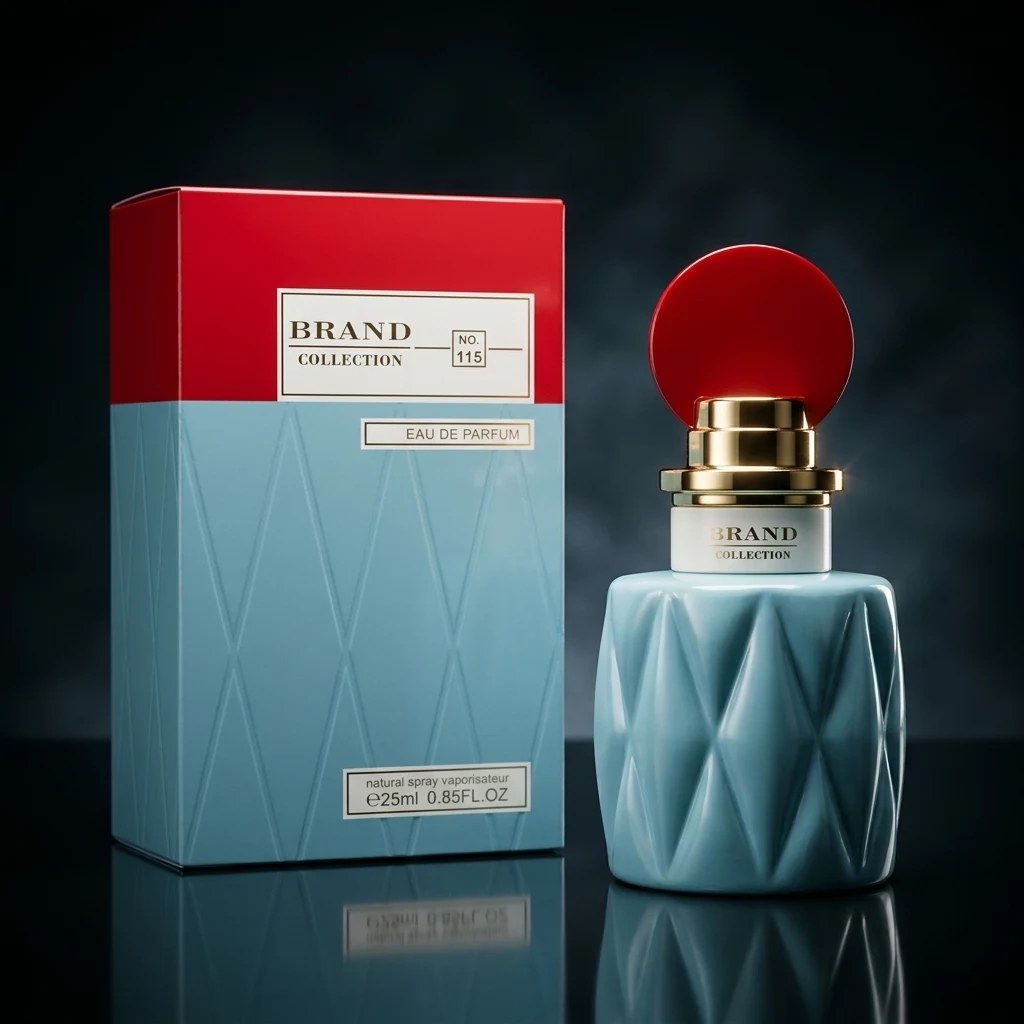 BRAND
COLLECTION
NO.
115
EAU DE PARFUM
natural spray vaporisateur
℮25ml 0.85FL.OZ
BRAND
COLLECTION